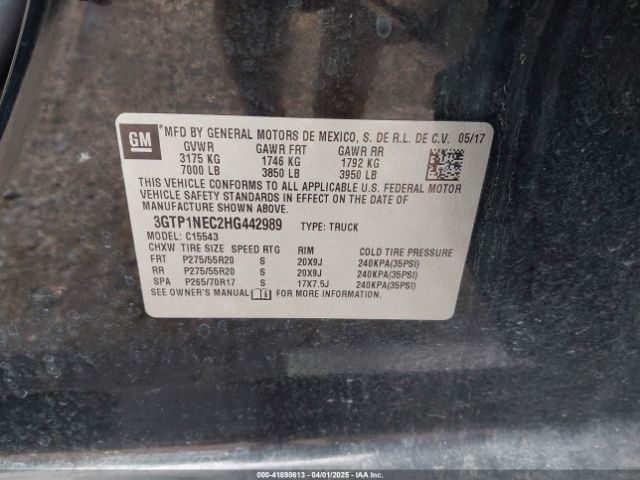 GM
MFD BY GENERAL MOTORS DE MEXICO, S. DE R.L. DE C.V. 05/17
GVWR GAWR FRT GAWR RR
3175 KG 1746 KG 1792 KG
7000 LB 3850 LB 3950 LB
THIS VEHICLE CONFORMS TO ALL APPLICABLE U.S. FEDERAL MOTOR
VEHICLE SAFETY STANDARDS IN EFFECT ON THE DATE OF
MANUFACTURE SHOWN ABOVE.
3GTP1NEC2HG442989 TYPE: TRUCK
MODEL: C15543
CHXW TIRE SIZE SPEED RTG RIM COLD TIRE PRESSURE
FRT P275/55R20 S 20X9J 240KPA(35PSI)
RR P275/55R20 S 20X9J 240KPA(35PSI)
SPA P265/70R17 S 17X7.5J 240KPA(35PSI)
SEE OWNER'S MANUAL FOR MORE INFORMATION.
000-41898613 04/01/2025 IAAI.COM